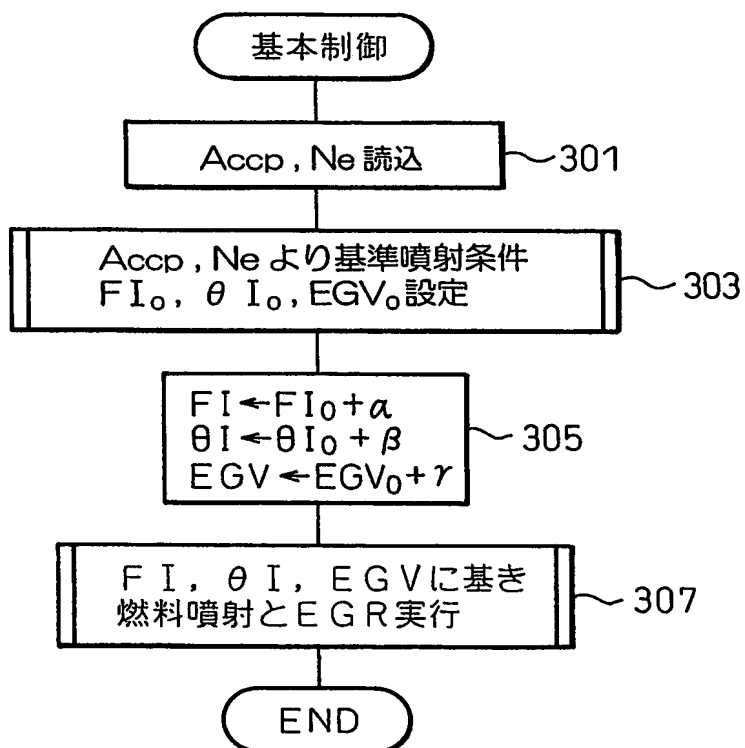 基本制御
Accp , Ne 読込
301
Accp , Ne より基準噴射条件
FI₀, θI₀, EGV₀設定
303
FI←FI₀+α
θI←θI₀+β
EGV←EGV₀+γ
305
FI, θI, EGVに基き
燃料噴射とEGR実行
307
END